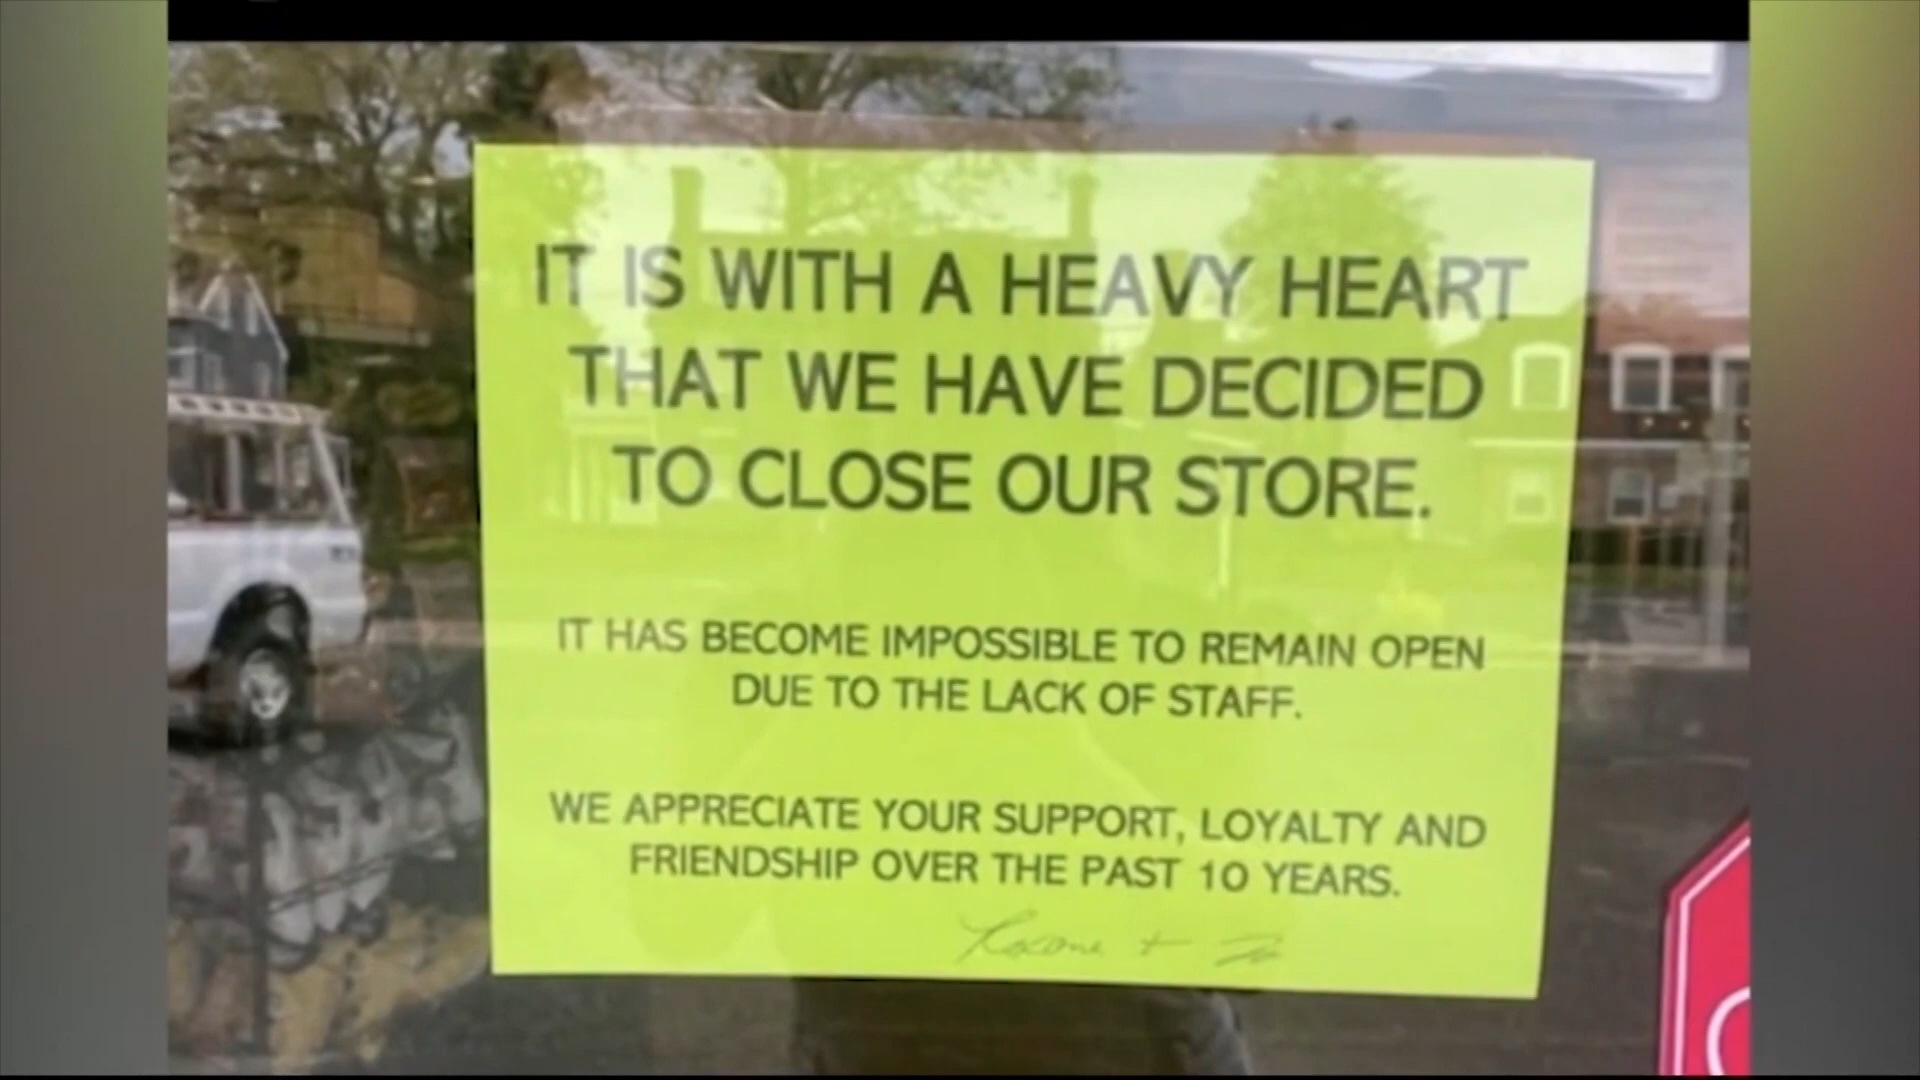 IT IS WITH A HEAVY HEART
THAT WE HAVE DECIDED
TO CLOSE OUR STORE.
IT HAS BECOME IMPOSSIBLE TO REMAIN OPEN
DUE TO THE LACK OF STAFF.
WE APPRECIATE YOUR SUPPORT, LOYALTY AND
FRIENDSHIP OVER THE PAST 10 YEARS.
Roxane +